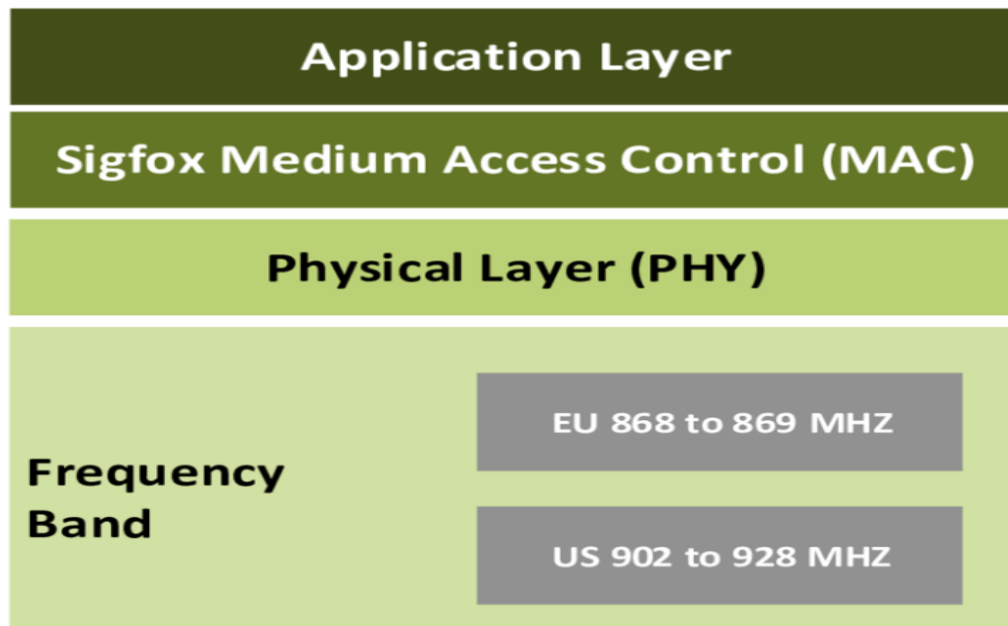 Application Layer
Sigfox Medium Access Control (MAC)
Physical Layer (PHY)
Frequency
Band
EU 868 to 869 MHZ
US 902 to 928 MHZ